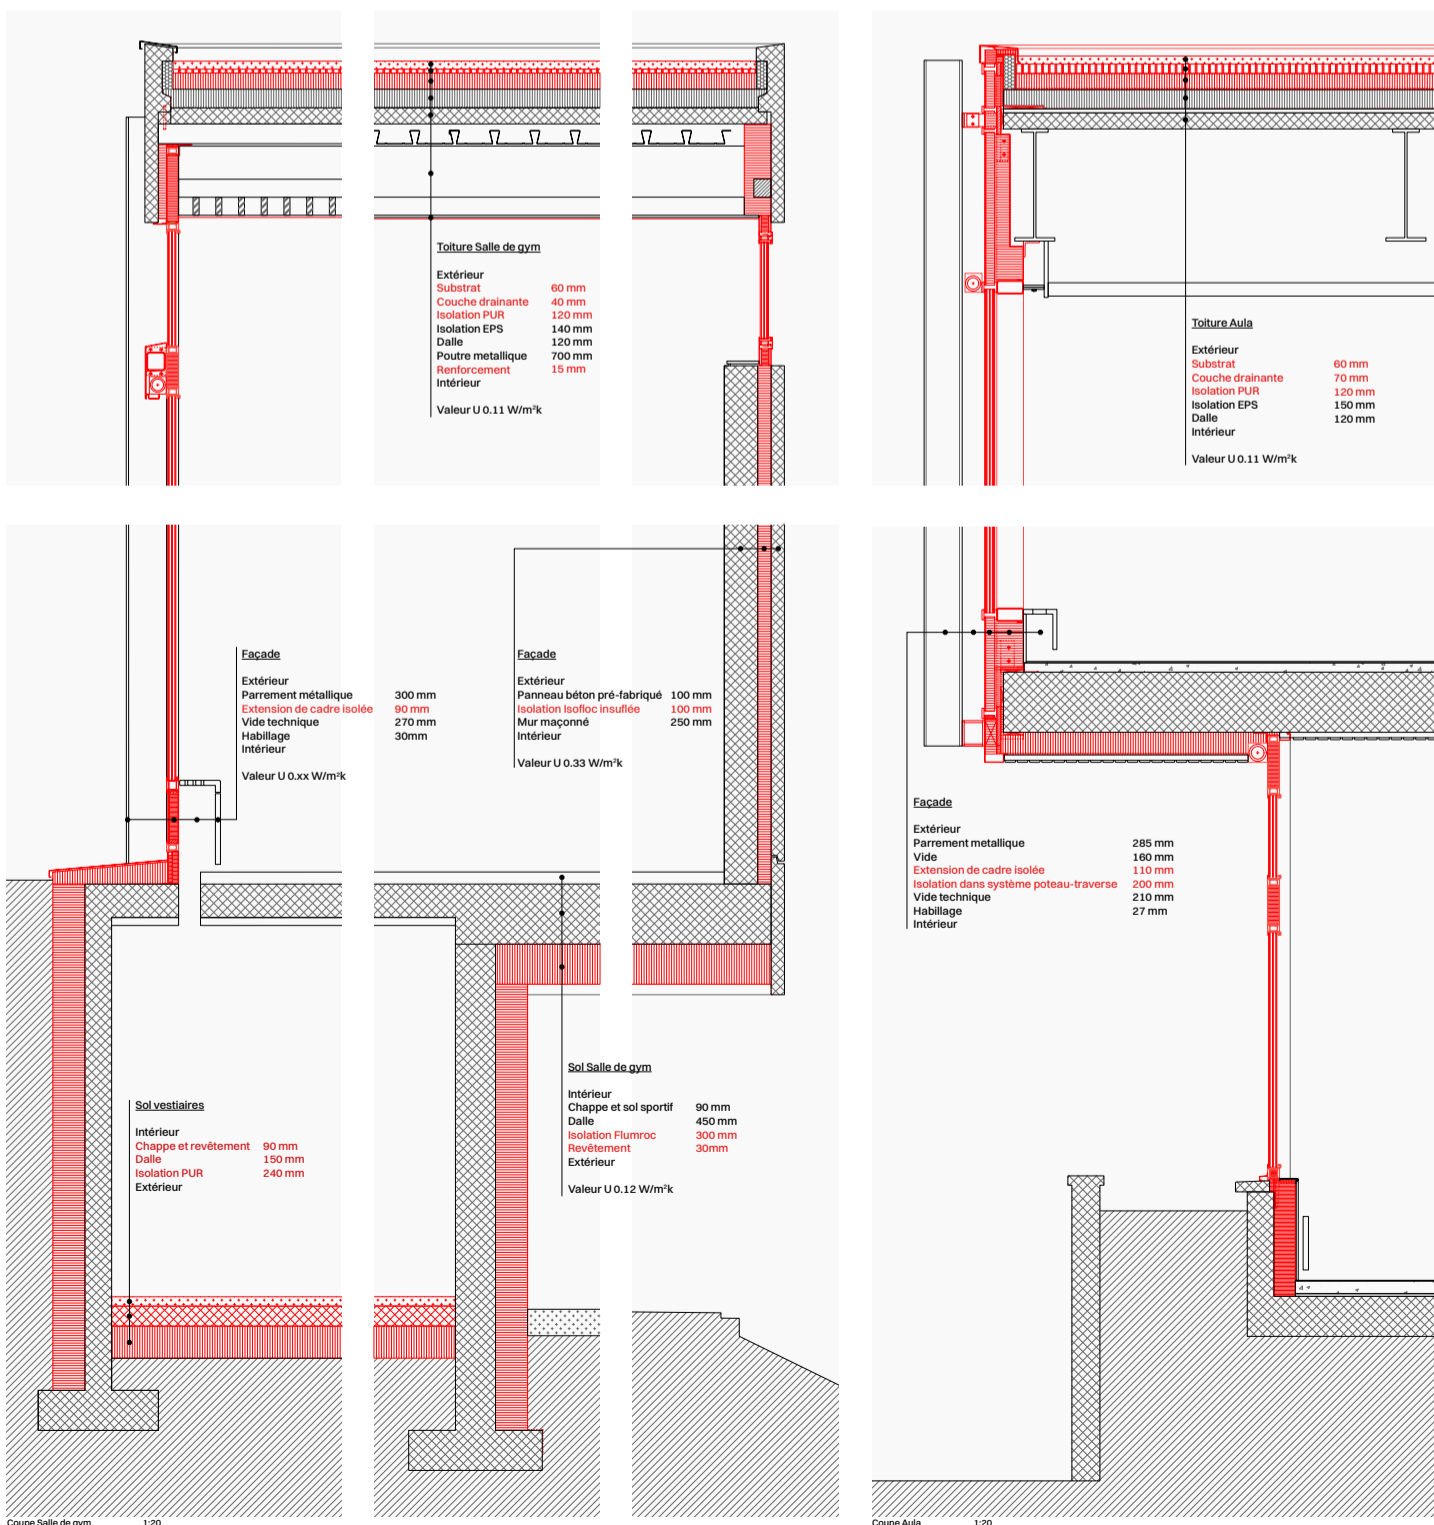 Toiture Salle de gym
Extérieur
Substrat 60 mm
Couche drainante 40 mm
Isolation PUR 120 mm
Isolation EPS 140 mm
Dalle 120 mm
Poutre metallique 700 mm
Renforcement 15 mm
Intérieur
Valeur U 0.11 W/m²k
Toiture Aula
Extérieur
Substrat 60 mm
Couche drainante 70 mm
Isolation PUR 120 mm
Isolation EPS 150 mm
Dalle 120 mm
Intérieur
Valeur U 0.11 W/m²k
Façade
Extérieur
Parrement métallique 300 mm
Extension de cadre isolée 90 mm
Vide technique 270 mm
Habillage 30mm
Intérieur
Valeur U 0.xx W/m²k
Façade
Extérieur
Panneau béton pré-fabriqué 100 mm
Isolation Isofloc insuflée 100 mm
Mur maçonné 250 mm
Intérieur
Valeur U 0.33 W/m²k
Façade
Extérieur
Parrement metallique 285 mm
Vide 160 mm
Extension de cadre isolée 110 mm
Isolation dans système poteau-traverse 200 mm
Vide technique 210 mm
Habillage 27 mm
Intérieur
Sol vestiaires
Intérieur
Chappe et revêtement 90 mm
Dalle 150 mm
Isolation PUR 240 mm
Extérieur
Sol Salle de gym
Intérieur
Chappe et sol sportif 90 mm
Dalle 450 mm
Isolation Flumroc 300 mm
Revêtement 30mm
Extérieur
Valeur U 0.12 W/m²k
Coupe Salle de gym 1:20
Coupe Aula 1:20